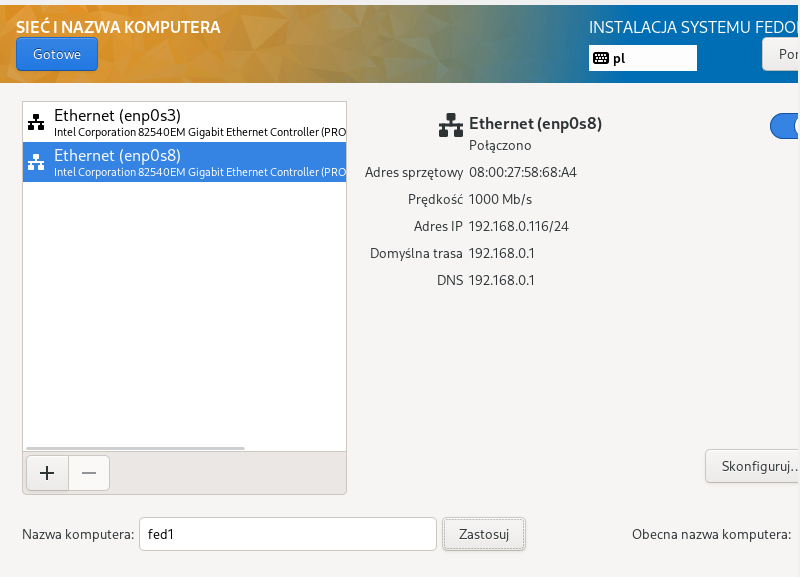 SIEĆ I NAZWA KOMPUTERA
INSTALACJA SYSTEMU FEDO
Gotowe
pl
Ethernet (enp0s3)
Intel Corporation 82540EM Gigabit Ethernet Controller (PRO
Ethernet (enp0s8)
Intel Corporation 82540EM Gigabit Ethernet Controller (PRO
Ethernet (enp0s8)
Połączono
Adres sprzętowy 08:00:27:58:68:A4
Prędkość 1000 Mb/s
Adres IP 192.168.0.116/24
Domyślna trasa 192.168.0.1
DNS 192.168.0.1
Skonfiguruj..
Nazwa komputera: fed1 Zastosuj Obecna nazwa komputera: